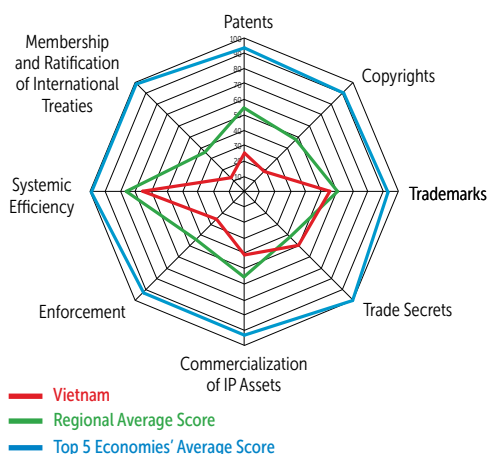 Patents
100
90
80
70
60
50
40
30
20
10
Membership
and Ratification
of International
Treaties
Copyrights
Systemic
Efficiency
Trademarks
Enforcement
Trade Secrets
Commercialization
of IP Assets
Vietnam
Regional Average Score
Top 5 Economies' Average Score